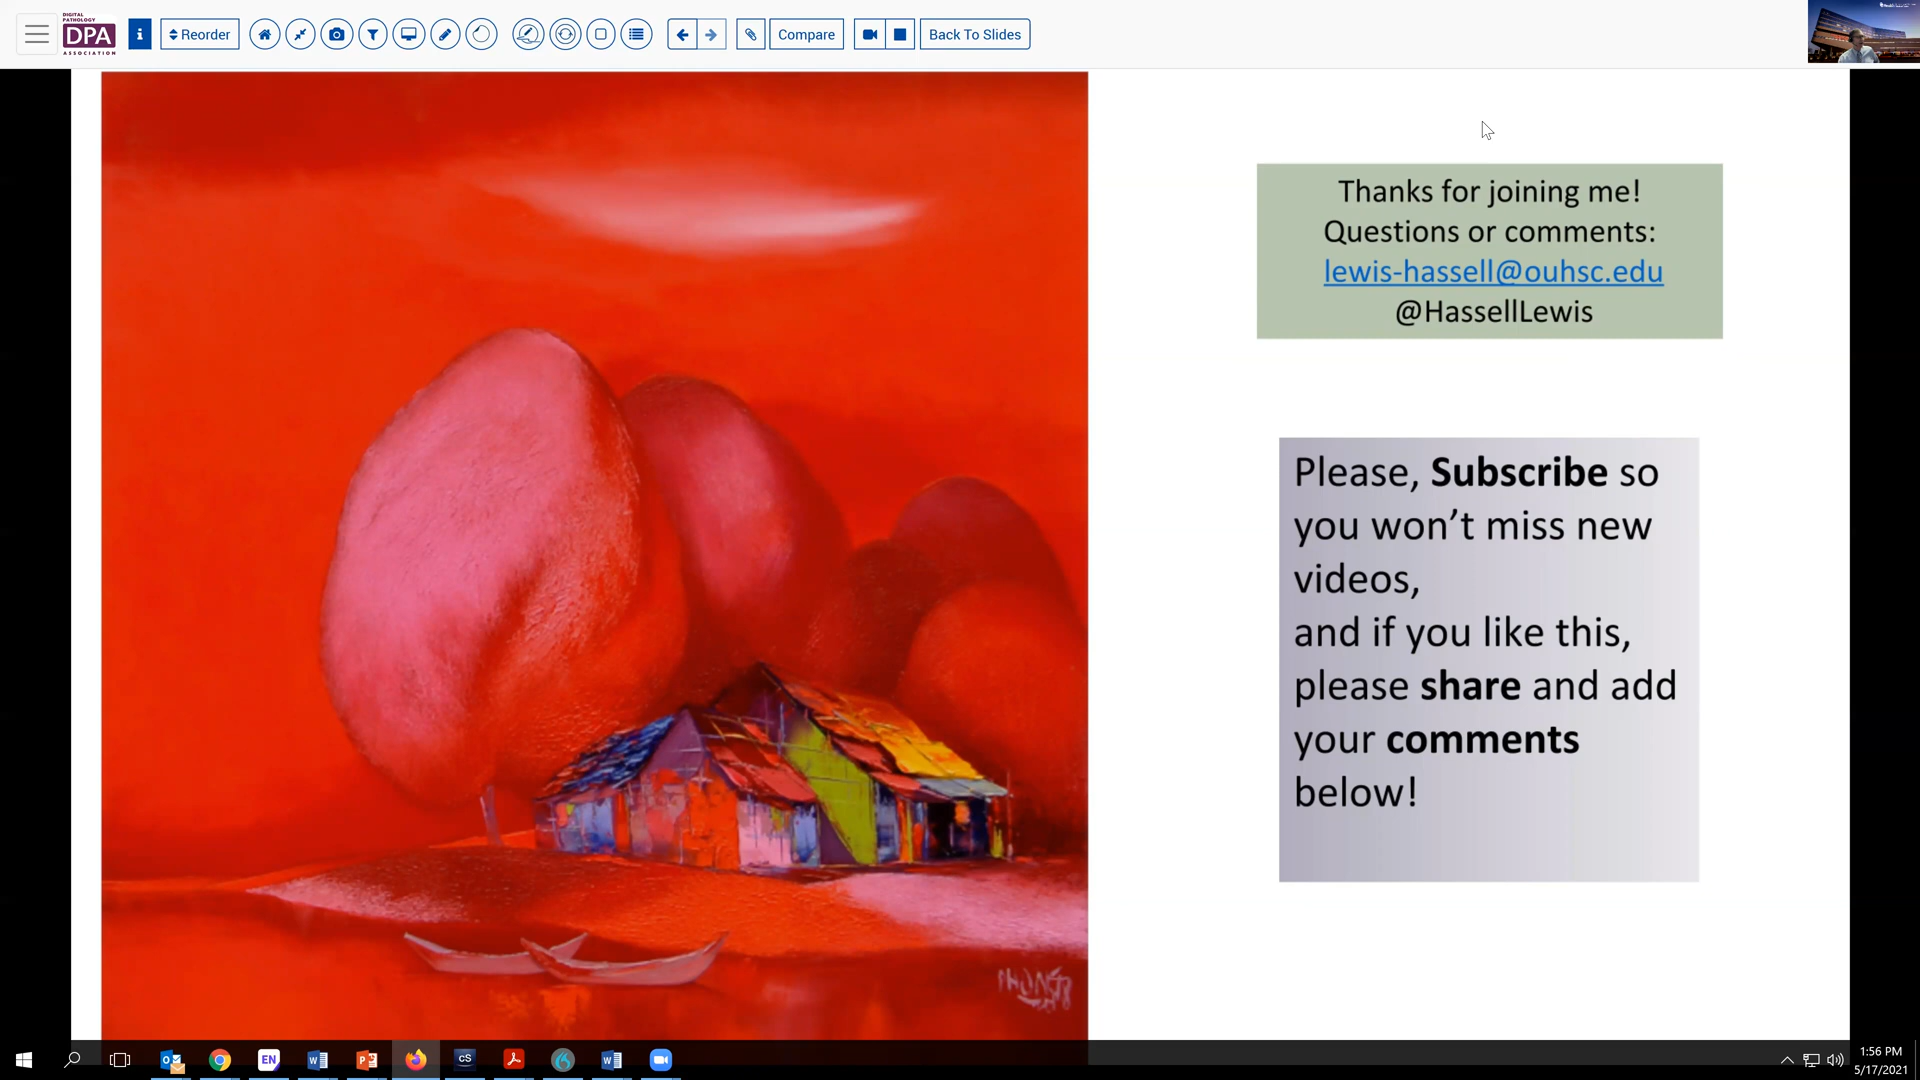 DIGITAL
PATHOLOGY
DPA
ASSOCIATION
i
Reorder
Compare
Back To Slides
Thanks for joining me!
Questions or comments:
lewis-hassell@ouhsc.edu
@HassellLewis
Please, Subscribe so
you won’t miss new
videos,
and if you like this,
please share and add
your comments
below!
EN
cS
1:56 PM
5/17/2021